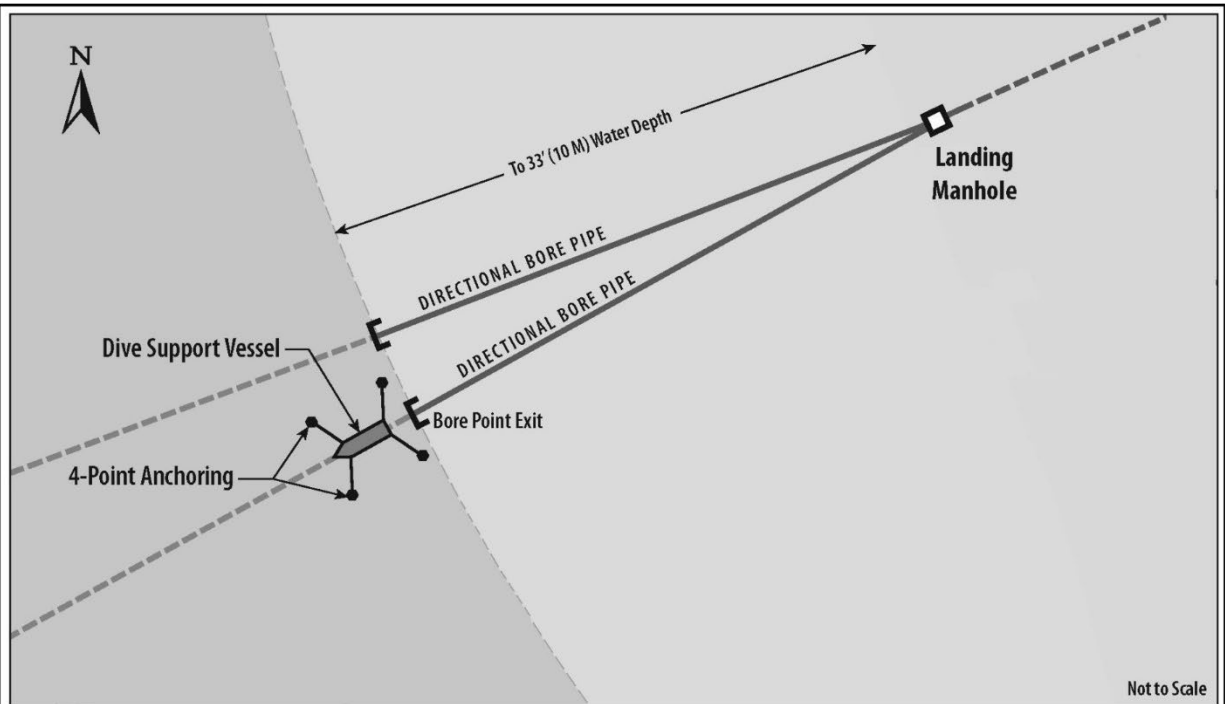 N
To 33' (10 M) Water Depth
Landing
Manhole
DIRECTIONAL BORE PIPE
DIRECTIONAL BORE PIPE
Dive Support Vessel
Bore Point Exit
4-Point Anchoring
Not to Scale